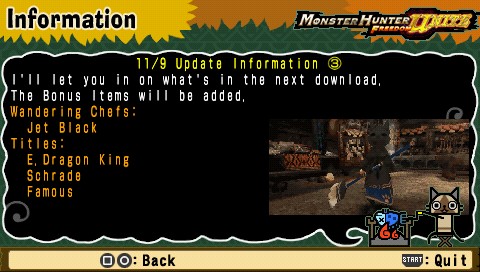 Information
MONSTER HUNTER
FREEDOM UNITE
11/9 Update Information ③
I'll let you in on what's in the next download.
The Bonus Items will be added.
Wandering Chefs:
Jet Black
Titles:
E.Dragon King
Schrade
Famous
□○: Back
START: Quit